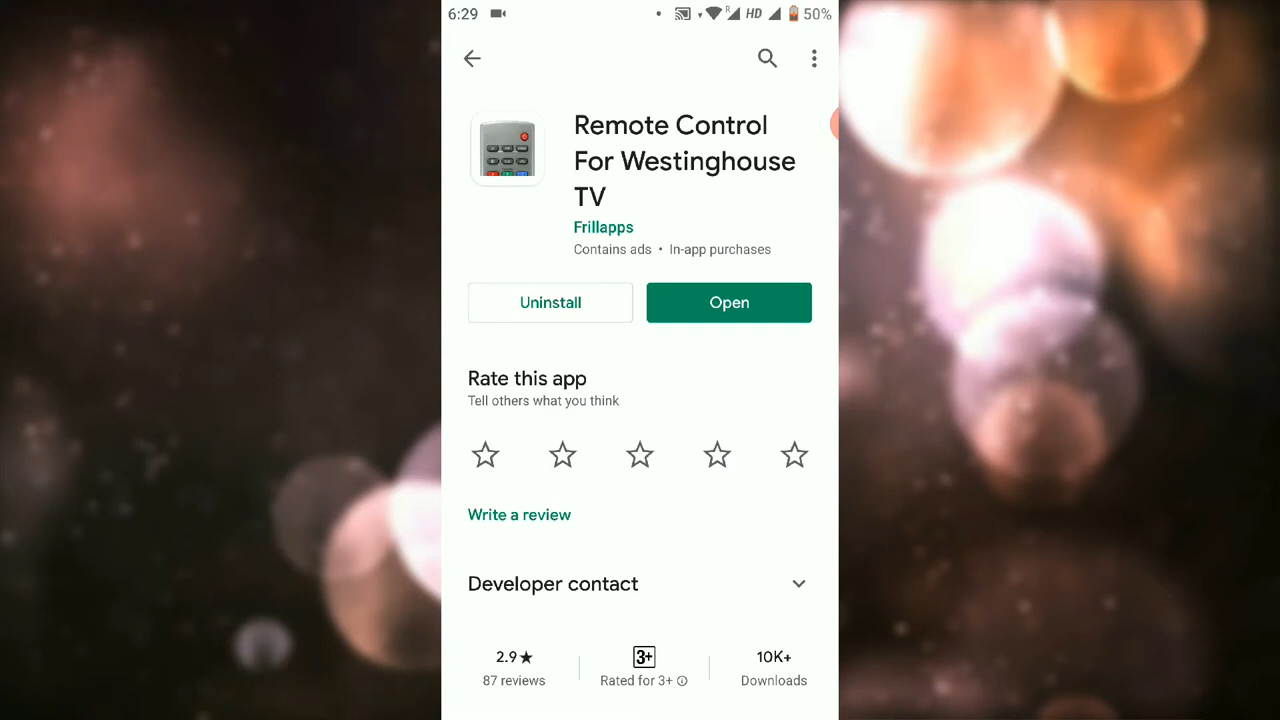 6:29
R HD 50%
Remote Control
For Westinghouse
TV
Frillapps
Contains ads • In-app purchases
Uninstall
Open
Rate this app
Tell others what you think
Write a review
Developer contact
2.9★
87 reviews
3+
Rated for 3+
10K+
Downloads